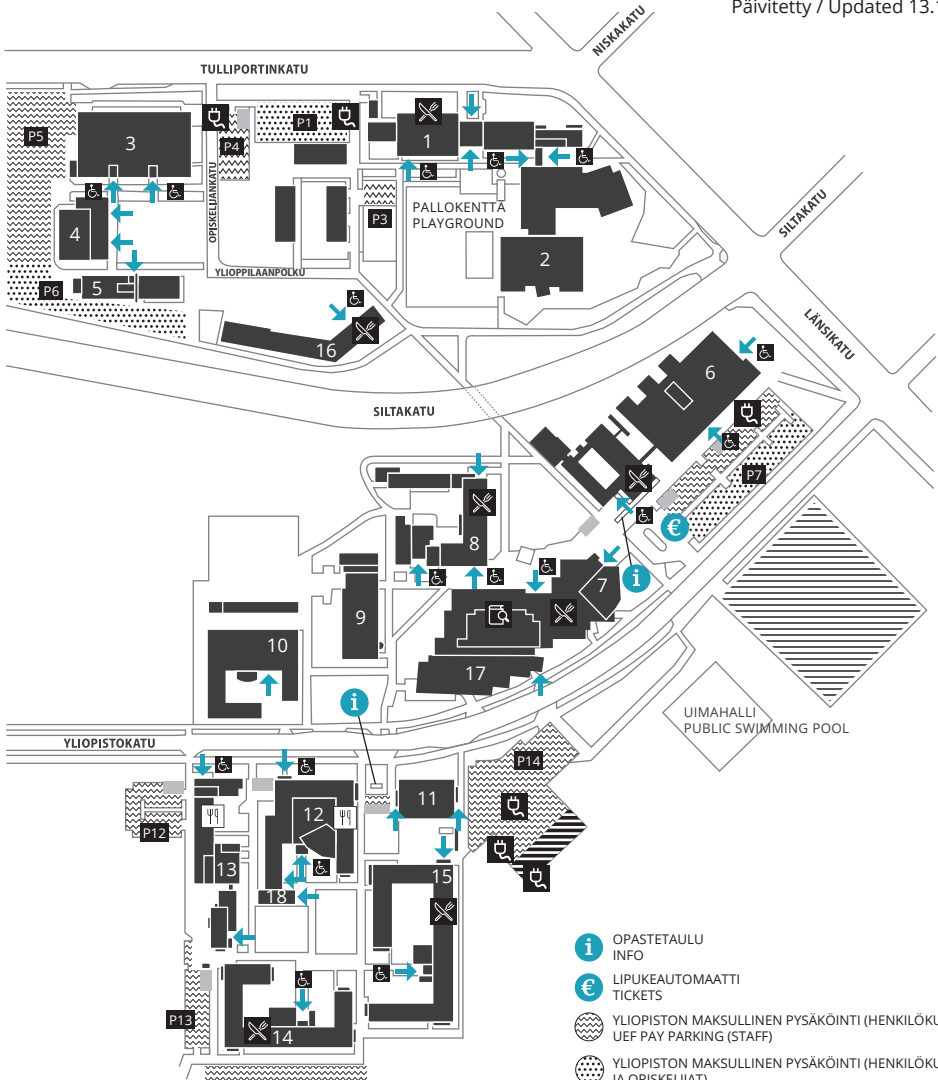 Päivitetty / Updated 13.1
NISKAKATU
TULLIPORTINKATU
P5
3
P4
P1
1
OPISKELIJANKATU
P3
PALLOKENTTÄ
PLAYGROUND
SILTAKATU
4
2
YLIOPPILAANPOLKU
P6
5
LÄNSIKATU
16
6
SILTAKATU
P7
€
8
7
i
9
10
17
i
UIMAHALLI
PUBLIC SWIMMING POOL
YLIOPISTOKATU
P14
11
12
P12
13
15
18
P13
14
i
OPASTETAULU
INFO
€
LIPUKEAUTOMAATTI
TICKETS
YLIOPISTON MAKSULLINEN PYSÄKÖINTI (HENKILÖKU
UEF PAY PARKING (STAFF)
YLIOPISTON MAKSULLINEN PYSÄKÖINTI (HENKILÖKU
JA OPISKELIJAT)